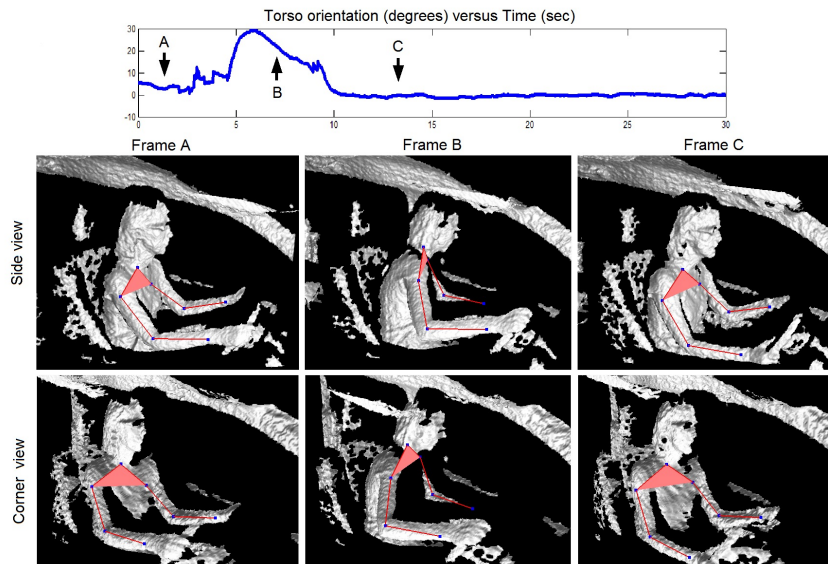 Torso orientation (degrees) versus Time (sec)
30
20
10
0
-10
A
B
C
0 5 10 15 20 25 30
Frame A Frame B Frame C
Side view
Corner view